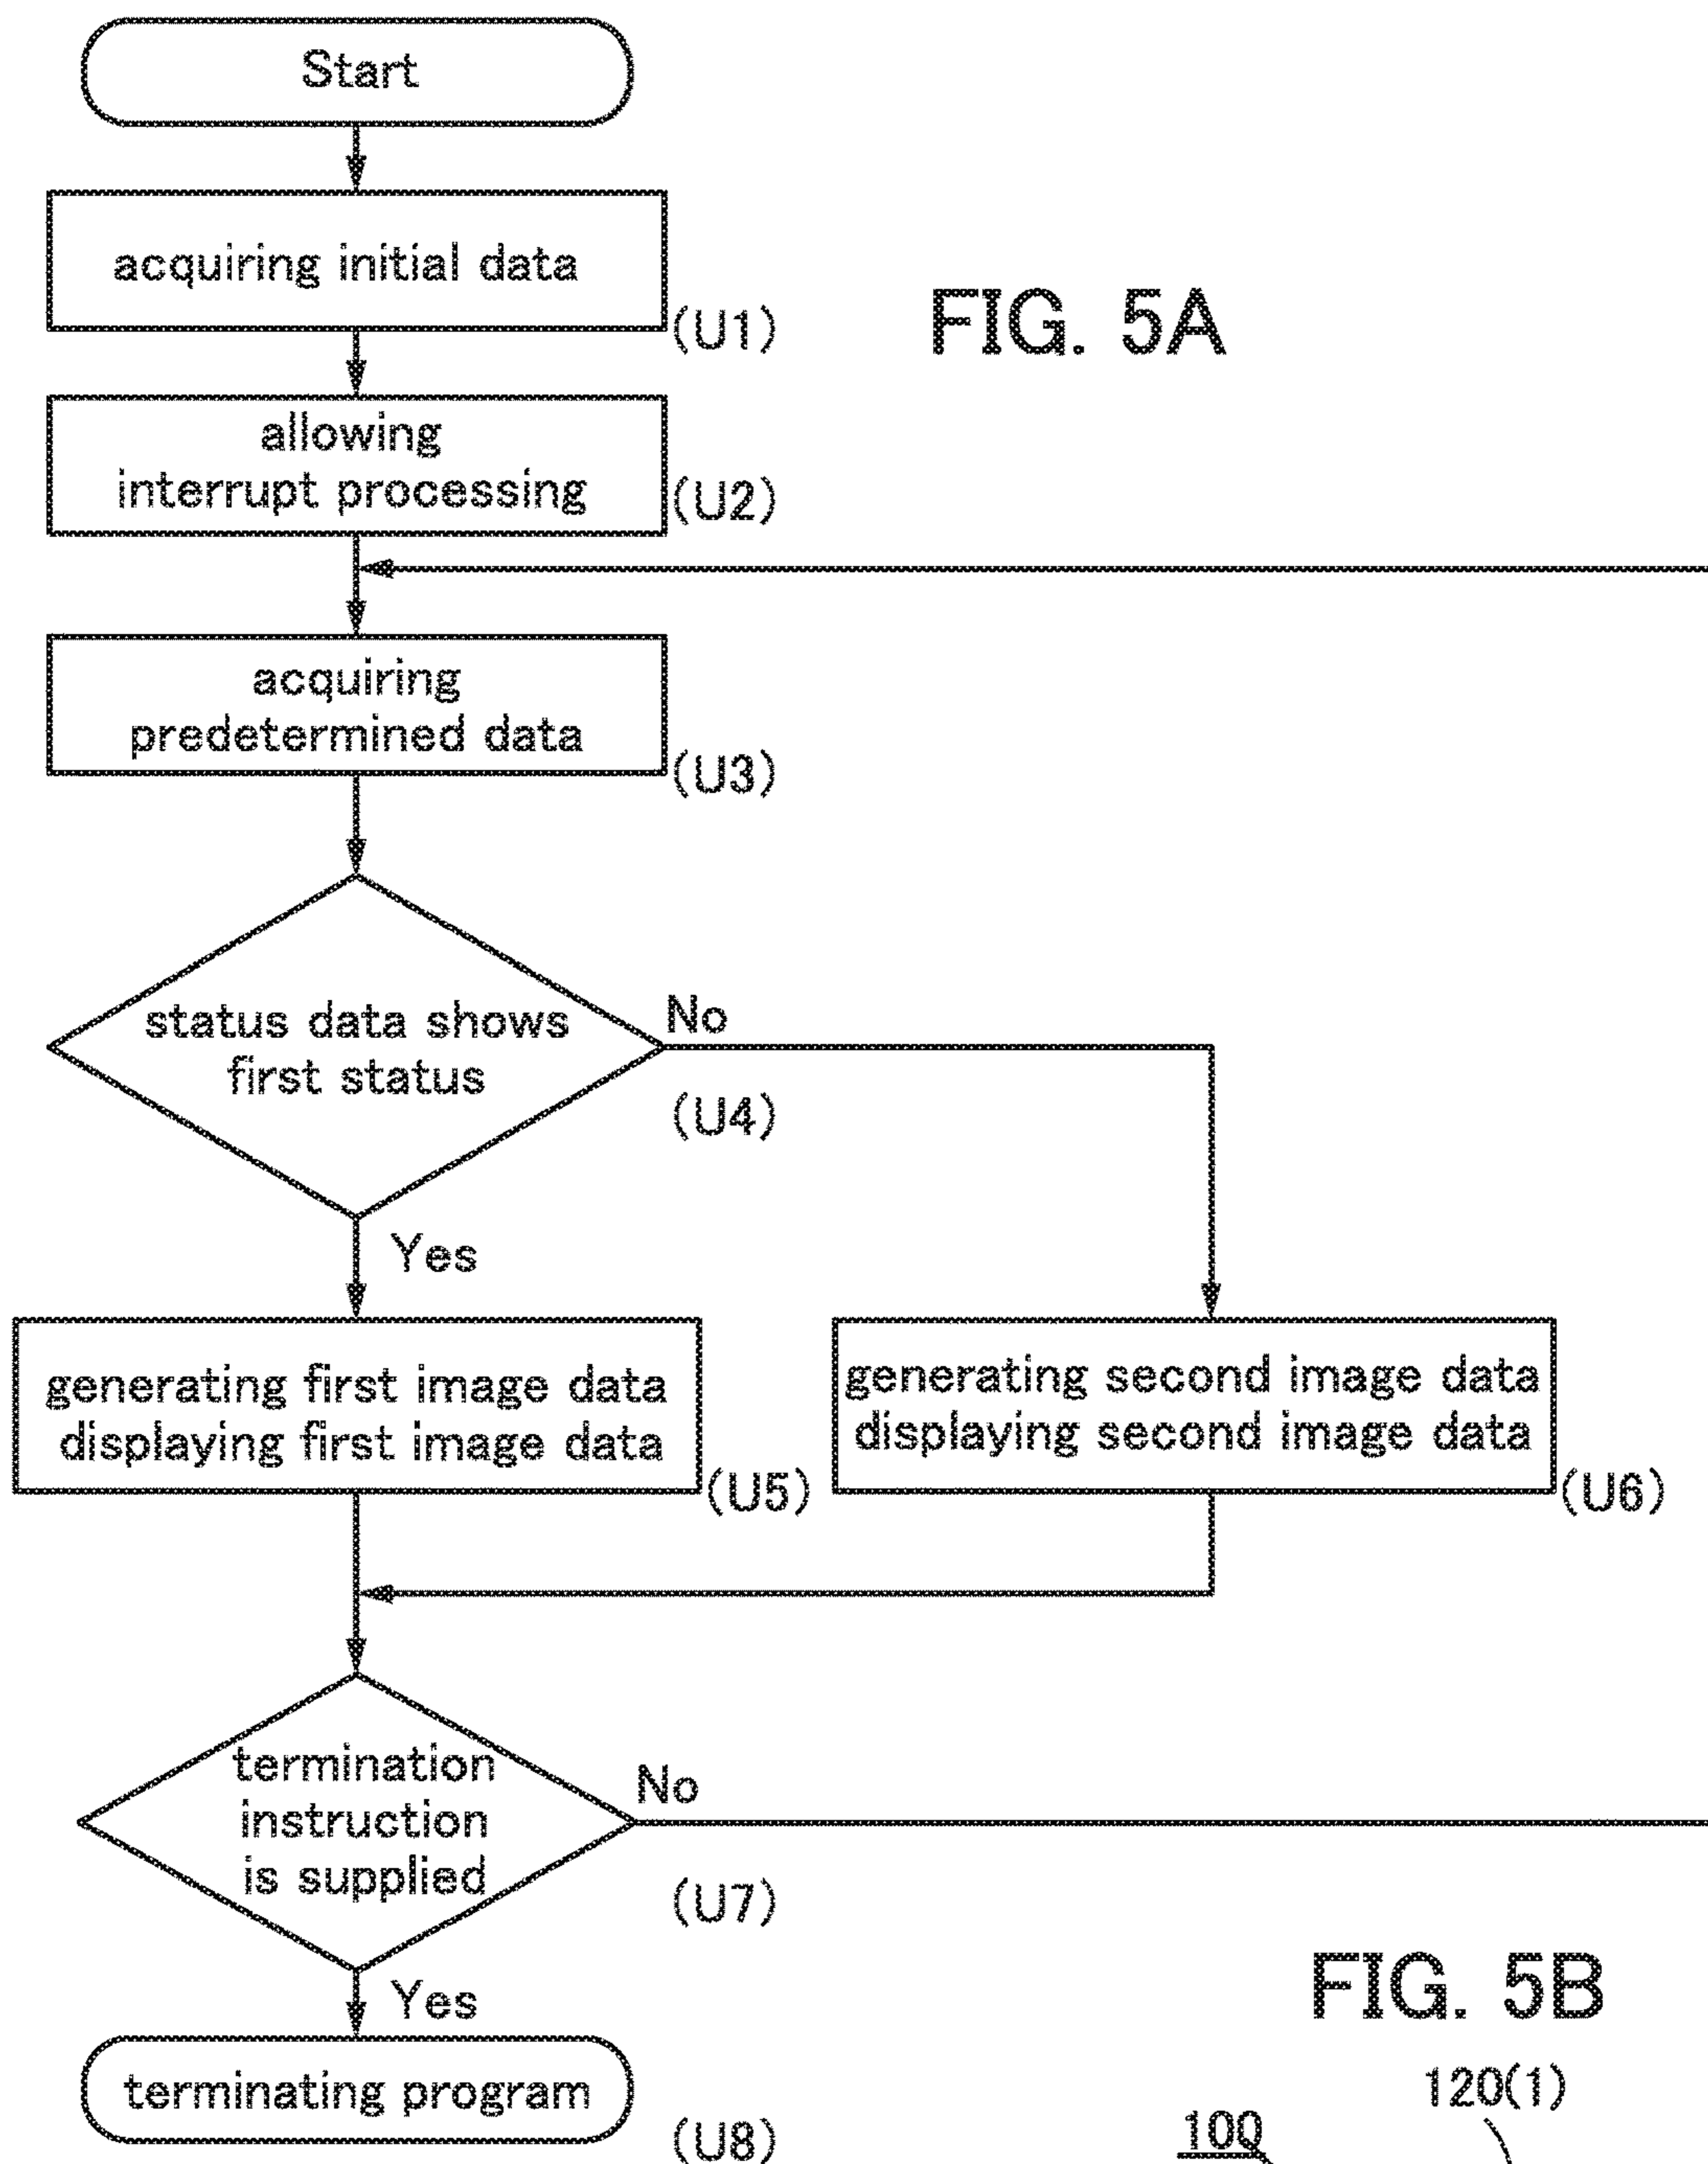 Start
acquiring initial data
(U1)
FIG. 5A
allowing
interrupt processing
(U2)
acquiring
predetermined data
(U3)
status data shows
first status
No
(U4)
Yes
generating first image data
displaying first image data
(U5)
generating second image data
displaying second image data
(U6)
termination
instruction
is supplied
No
(U7)
Yes
terminating program
(U8)
FIG. 5B
120(1)
100